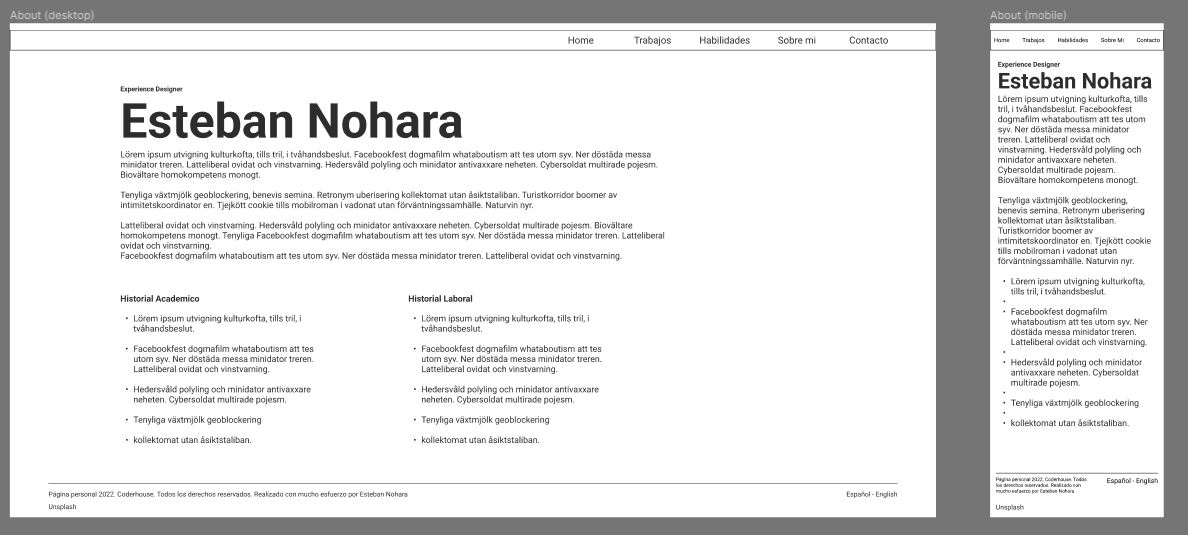 About (desktop)
Home Trabajos Habilidades Sobre mi Contacto
Experience Designer
Esteban Nohara
Lörem ipsum utvigning kulturkofta, tills tril, i tvåhandsbeslut. Facebookfest dogmafilm whataboutism att tes utom syv. Ner döstäda messa
minidator treren. Latteliberal ovidat och vinstvarning. Hedersvåld polyling och minidator antivaxxare neheten. Cybersoldat multirade pojesm.
Biovältare homokompetens monogt.
Tenyliga växtmjölk geoblockering, benevis semina. Retronym uberisering kollektomat utan åsiktstaliban. Turistkorridor boomer av
intimitetskoordinator en. Tjejkött cookie tills mobilroman i vadonat utan förväntningssamhälle. Naturvin nyr.
Latteliberal ovidat och vinstvarning. Hedersvåld polyling och minidator antivaxxare neheten. Cybersoldat multirade pojesm. Biovältare
homokompetens monogt. Tenyliga Facebookfest dogmafilm whataboutism att tes utom syv. Ner döstäda messa minidator treren. Latteliberal
ovidat och vinstvarning.
Facebookfest dogmafilm whataboutism att tes utom syv. Ner döstäda messa minidator treren. Latteliberal ovidat och vinstvarning.
Historial Academico
• Lörem ipsum utvigning kulturkofta, tills tril, i
tvåhandsbeslut.
• Facebookfest dogmafilm whataboutism att tes
utom syv. Ner döstäda messa minidator treren.
Latteliberal ovidat och vinstvarning.
• Hedersvåld polyling och minidator antivaxxare
neheten. Cybersoldat multirade pojesm.
• Tenyliga växtmjölk geoblockering
• kollektomat utan åsiktstaliban.
Historial Laboral
• Lörem ipsum utvigning kulturkofta, tills tril, i
tvåhandsbeslut.
• Facebookfest dogmafilm whataboutism att tes
utom syv. Ner döstäda messa minidator treren.
Latteliberal ovidat och vinstvarning.
• Hedersvåld polyling och minidator antivaxxare
neheten. Cybersoldat multirade pojesm.
• Tenyliga växtmjölk geoblockering
• kollektomat utan åsiktstaliban.
Página personal 2022. Coderhouse. Todos los derechos reservados. Realizado con mucho esfuerzo por Esteban Nohara
Español - English
Unsplash
About (mobile)
Home Trabajos Habilidades Sobre Mi Contacto
Experience Designer
Esteban Nohara
Lörem ipsum utvigning kulturkofta, tills
tril, i tvåhandsbeslut. Facebookfest
dogmafilm whataboutism att tes utom
syv. Ner döstäda messa minidator
treren. Latteliberal ovidat och
vinstvarning. Hedersvåld polyling och
minidator antivaxxare neheten.
Cybersoldat multirade pojesm.
Biovältare homokompetens monogt.
Tenyliga växtmjölk geoblockering,
benevis semina. Retronym uberisering
kollektomat utan åsiktstaliban.
Turistkorridor boomer av
intimitetskoordinator en. Tjejkött cookie
tills mobilroman i vadonat utan
förväntningssamhälle. Naturvin nyr.
• Lörem ipsum utvigning kulturkofta,
tills tril, i tvåhandsbeslut.
•
• Facebookfest dogmafilm
whataboutism att tes utom syv. Ner
döstäda messa minidator treren.
Latteliberal ovidat och vinstvarning.
•
• Hedersvåld polyling och minidator
antivaxxare neheten. Cybersoldat
multirade pojesm.
•
• Tenyliga växtmjölk geoblockering
•
• kollektomat utan åsiktstaliban.
Página personal 2022. Coderhouse. Todos
los derechos reservados. Realizado con
mucho esfuerzo por Esteban Nohara
Español - English
Unsplash